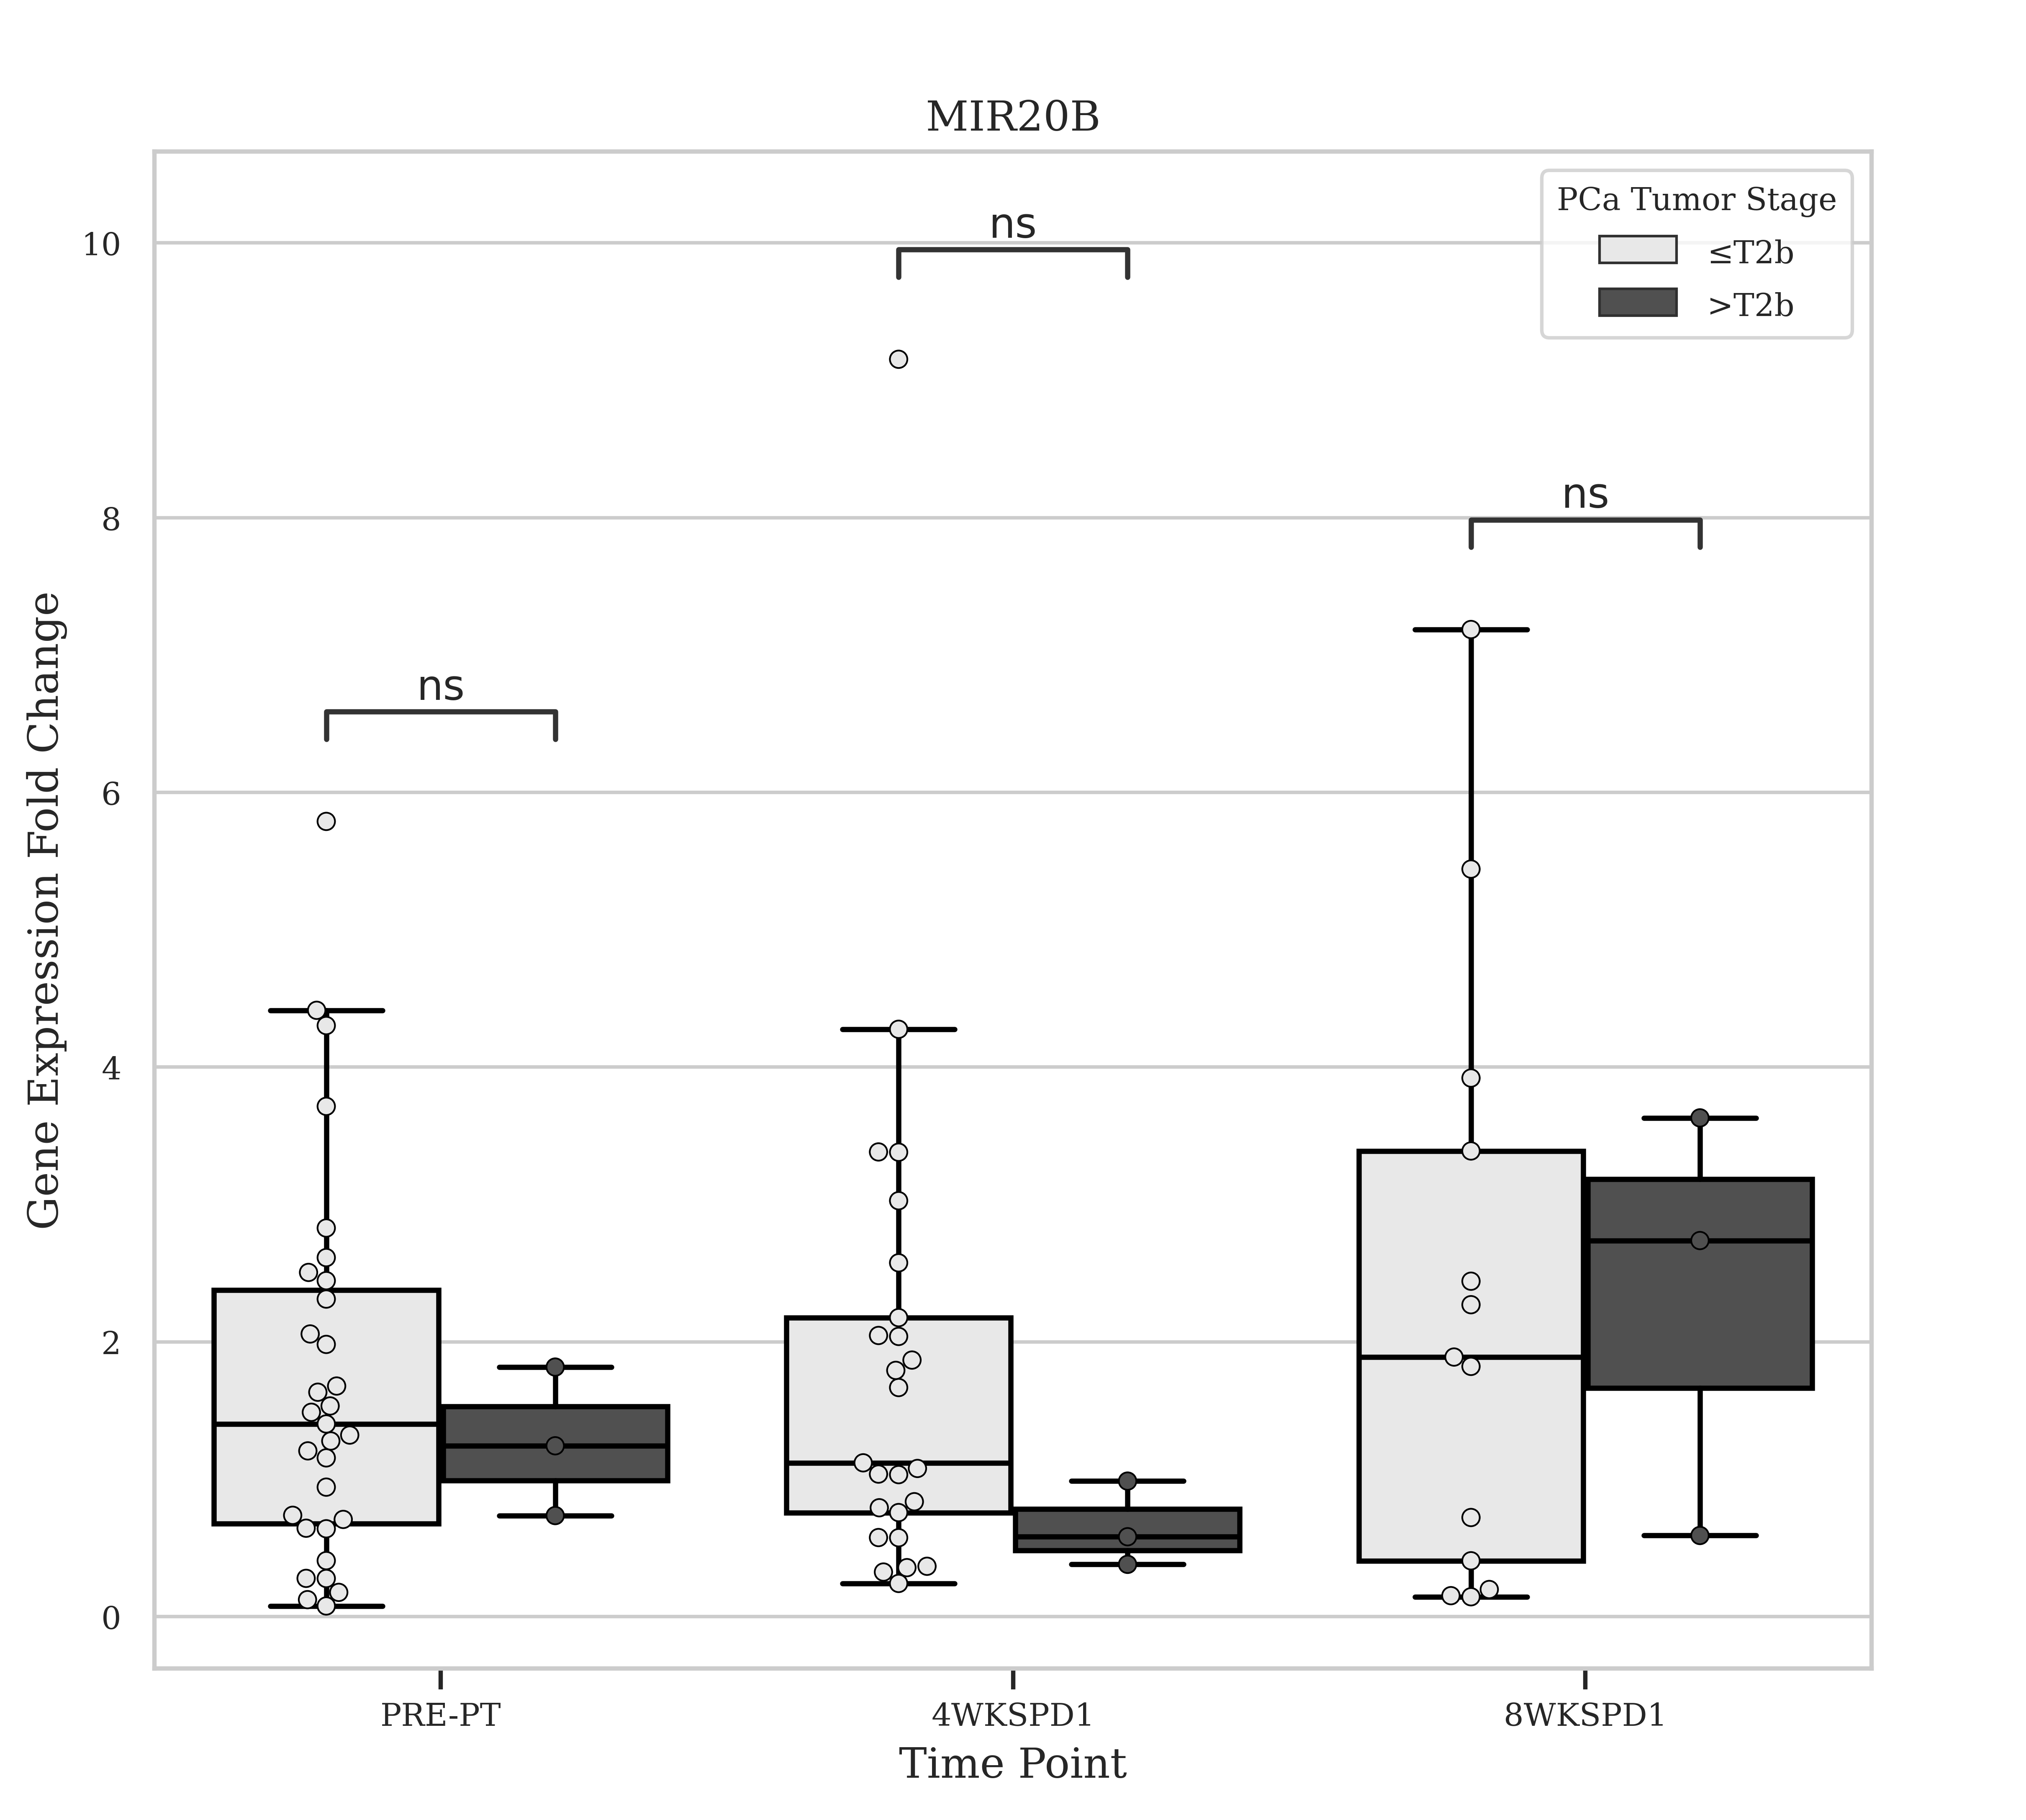 MIR20B
PCa Tumor Stage
≤T2b
>T2b
ns
ns
ns
Gene Expression Fold Change
10
8
6
4
2
0
PRE-PT
4WKSPD1
8WKSPD1
Time Point